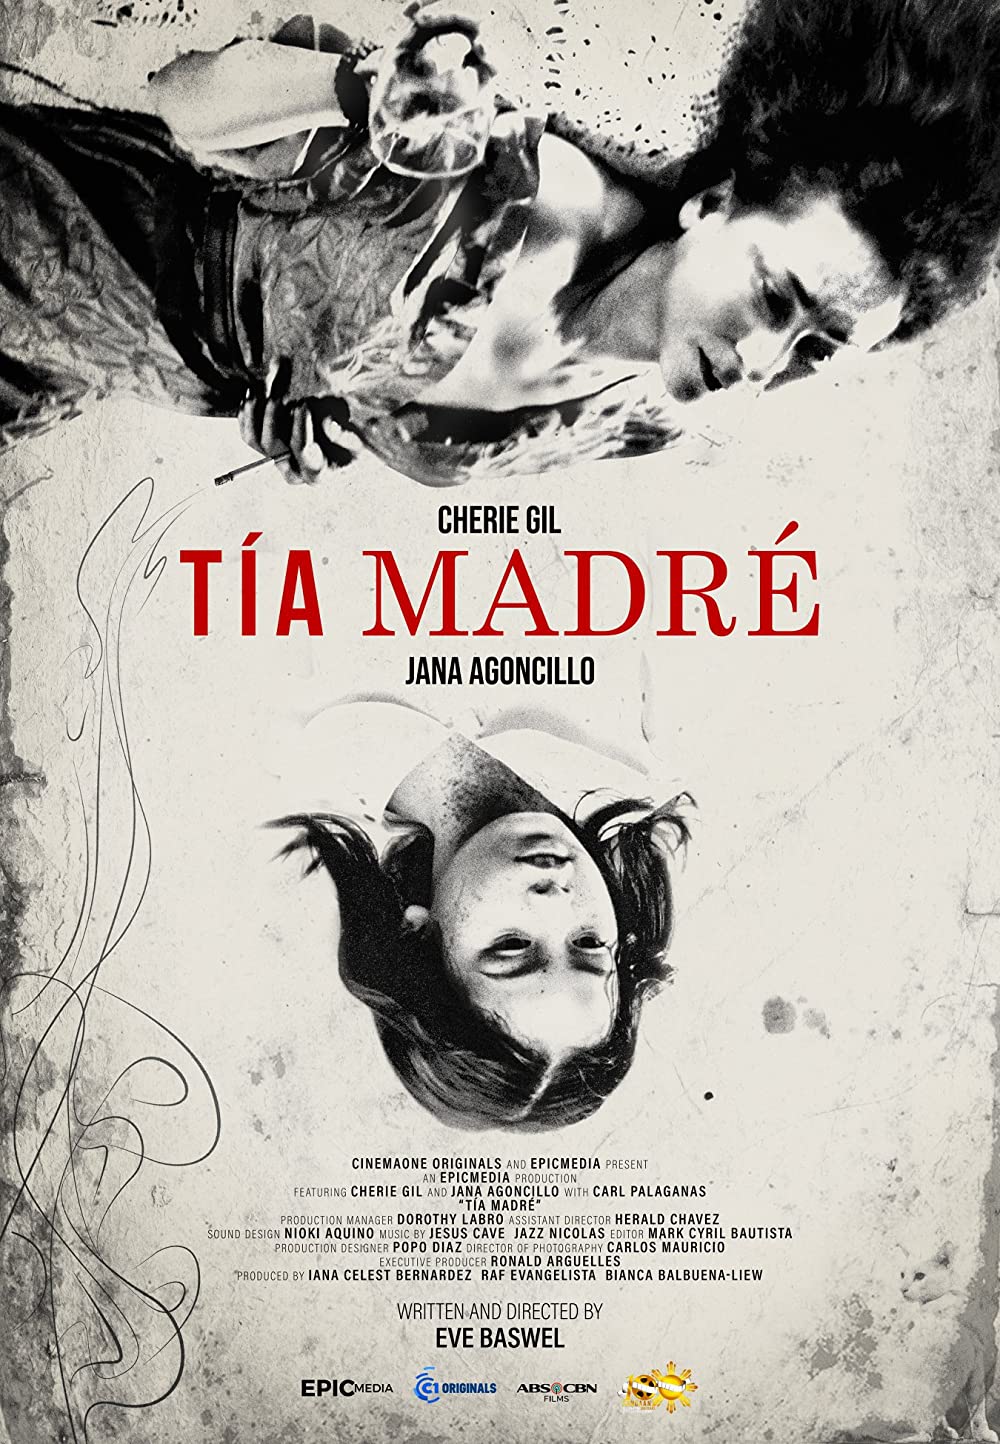 CHERIE GIL
TÍA MADRÉ
JANA AGONCILLO
CINEMAONE ORIGINALS AND EPICMEDIA PRESENT
AN EPICMEDIA PRODUCTION
FEATURING CHERIE GIL AND JANA AGONCILLO WITH CARL PALAGANAS
"TÍA MADRÉ"
PRODUCTION MANAGER DOROTHY LABRO ASSISTANT DIRECTOR HERALD CHAVEZ
SOUND DESIGN NIOKI AQUINO MUSIC BY JESUS CAVE JAZZ NICOLAS EDITOR MARK CYRIL BAUTISTA
PRODUCTION DESIGNER POPO DIAZ DIRECTOR OF PHOTOGRAPHY CARLOS MAURICIO
EXECUTIVE PRODUCER RONALD ARGUELLES
PRODUCED BY IANA CELEST BERNARDEZ RAF EVANGELISTA BIANCA BALBUENA-LIEW
WRITTEN AND DIRECTED BY
EVE BASWEL
EPICMEDIA C1 ORIGINALS ABS CBN FILMS 100